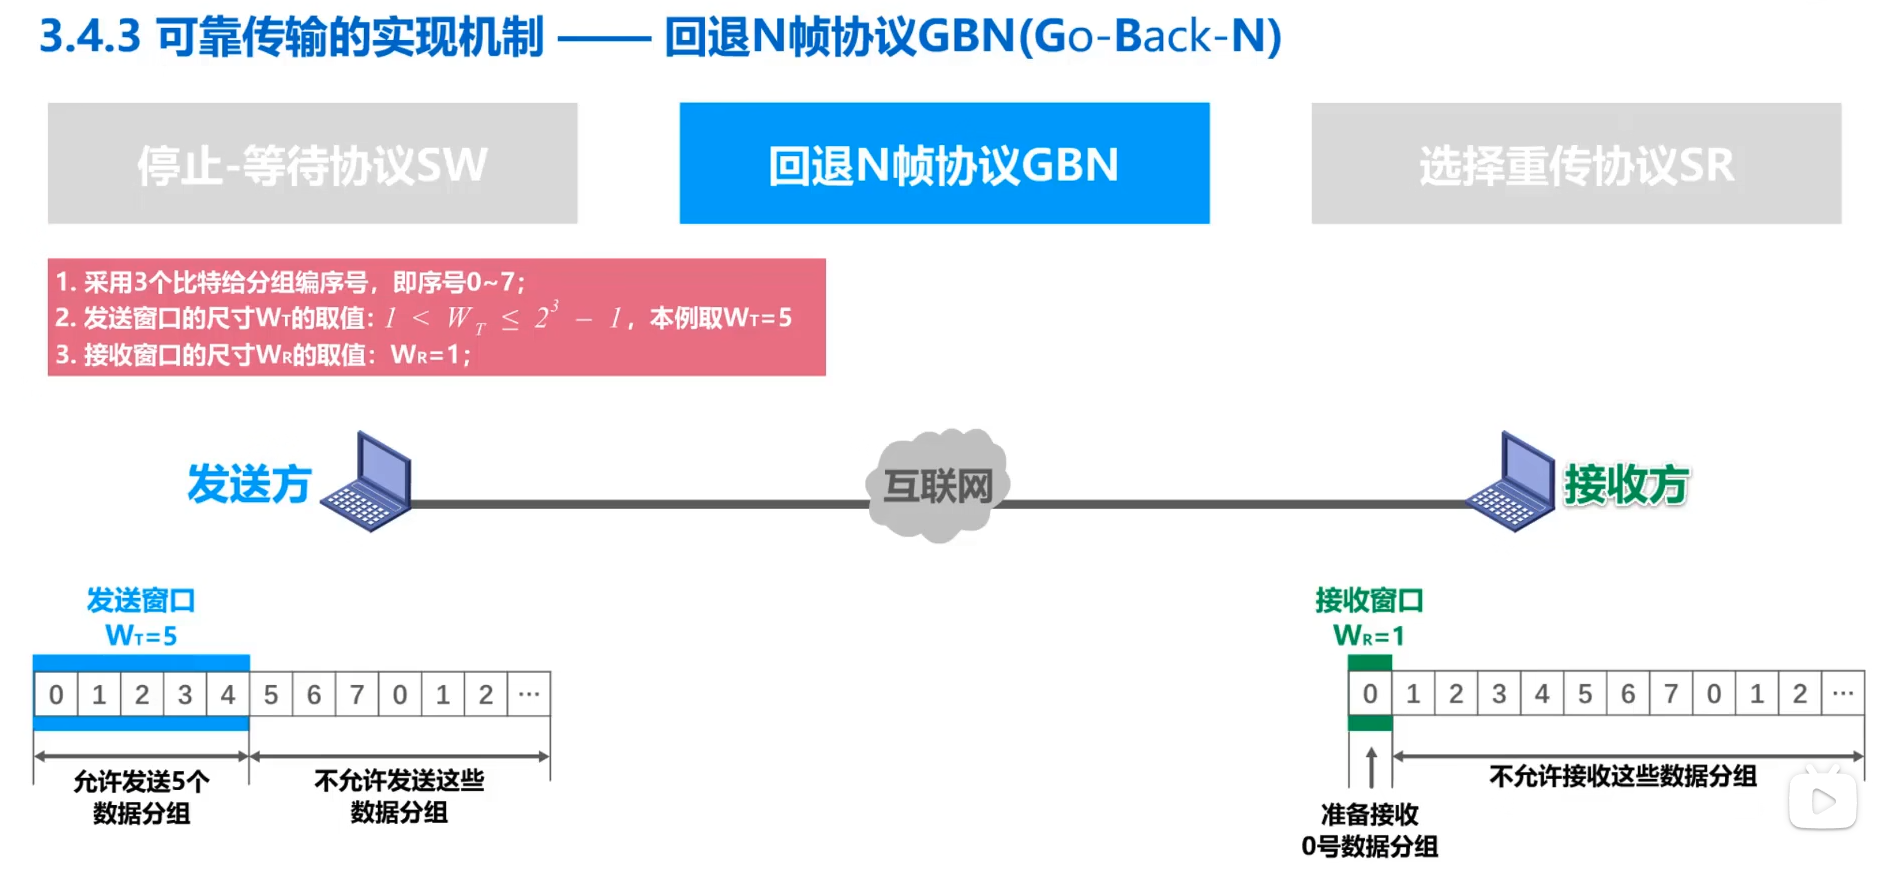 3.4.3 可靠传输的实现机制 —— 回退N帧协议GBN(Go-Back-N)
停止-等待协议SW
回退N帧协议GBN
选择重传协议SR
1. 采用3个比特给分组编序号，即序号0~7；
2. 发送窗口的尺寸WT的取值：1 < W_T ≤ 2^3 − 1，本例取WT=5
3. 接收窗口的尺寸WR的取值：WR=1；
发送方
互联网
接收方
发送窗口
WT=5
0 1 2 3 4 5 6 7 0 1 2 …
允许发送5个
数据分组
不允许发送这些
数据分组
接收窗口
WR=1
0 1 2 3 4 5 6 7 0 1 2 …
准备接收
0号数据分组
不允许接收这些数据分组